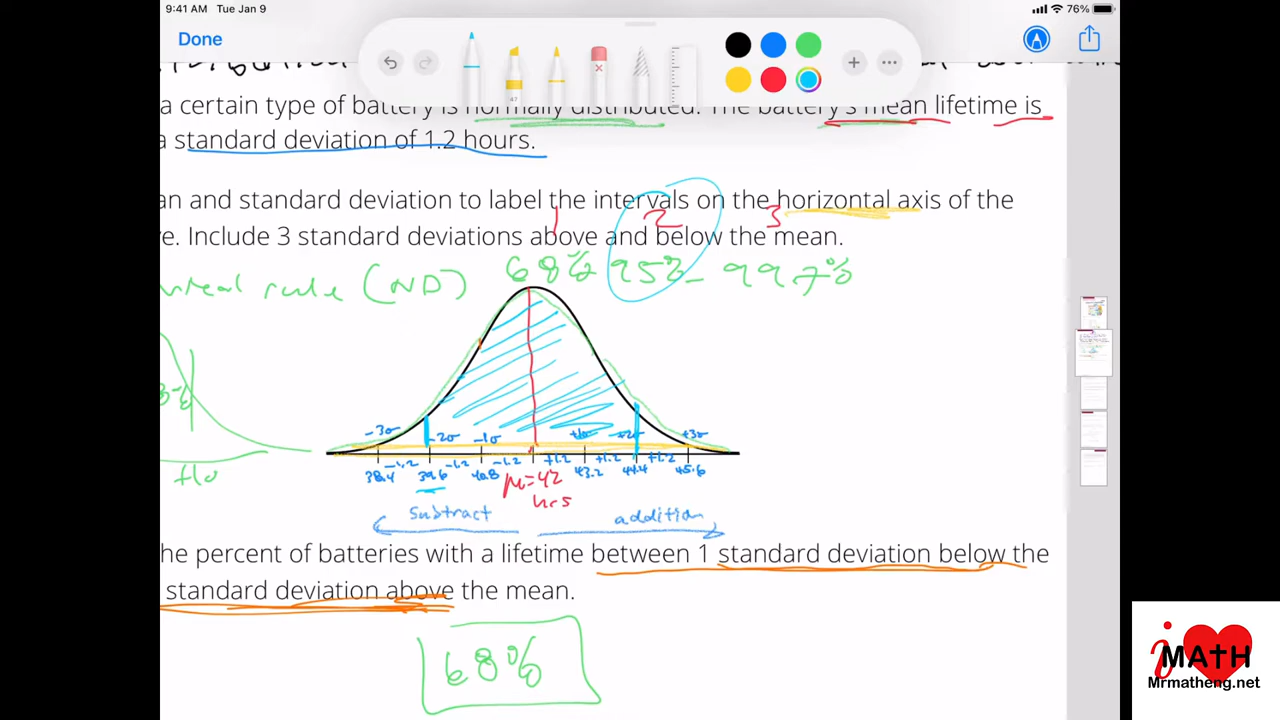 9:41 AM Tue Jan 9
76%
Done
a certain type of battery is normally distributed. The battery's mean lifetime is
a standard deviation of 1.2 hours.
an and standard deviation to label the intervals on the horizontal axis of the
1 2 3
e. Include 3 standard deviations above and below the mean.
rule (ND) 68% 95% - 99.7%
-3σ -2σ -1σ +1σ +2σ +3σ
-1.2 -1.2 -1.2 +1.2 +1.2 +1.2
38.4 39.6 40.8 μ=42 43.2 44.4 45.6
hrs
+1σ
subtract addition
he percent of batteries with a lifetime between 1 standard deviation below the
standard deviation above the mean.
68%
i
MATH
Mrmatheng.net